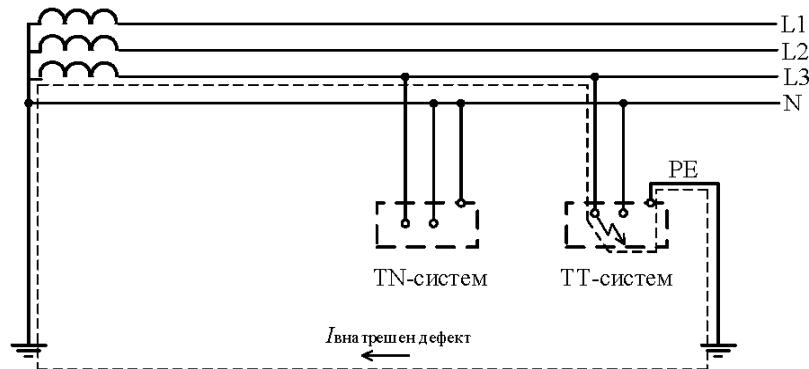 L1
L2
L3
N
PE
TN-систем
TT-систем
Iвнатрешен дефект